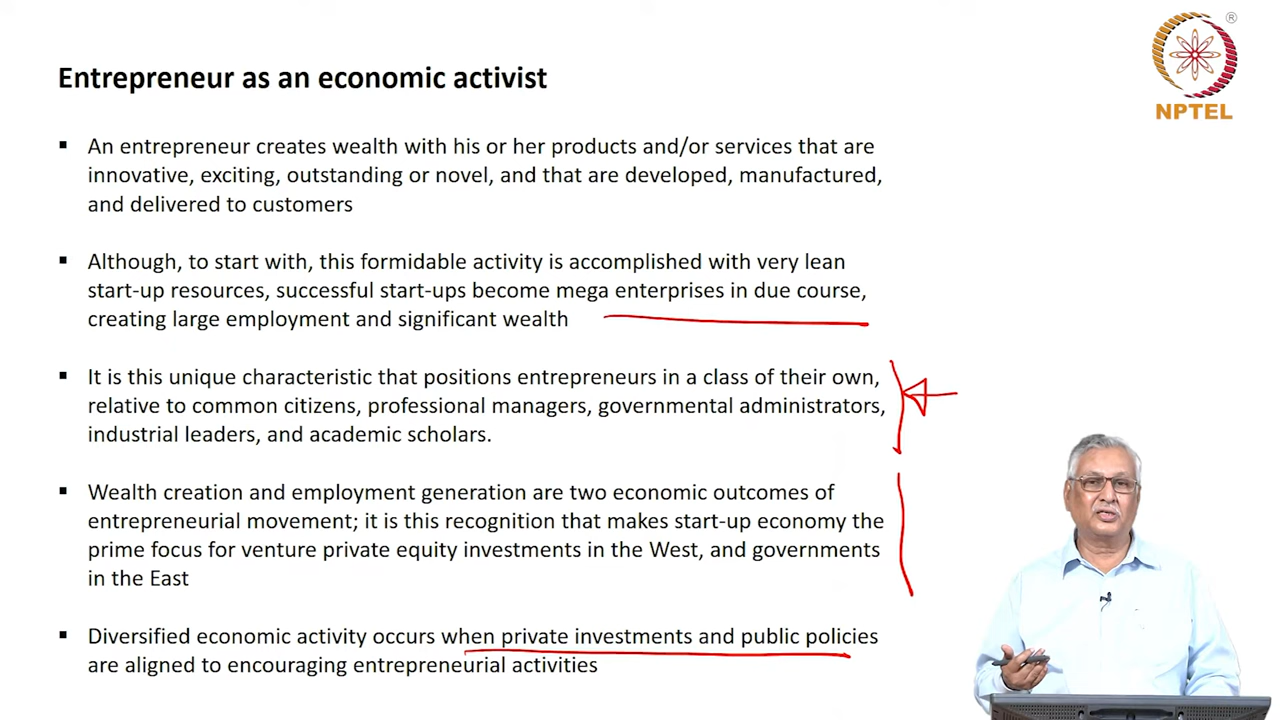 Entrepreneur as an economic activist
®
NPTEL
▪ An entrepreneur creates wealth with his or her products and/or services that are
innovative, exciting, outstanding or novel, and that are developed, manufactured,
and delivered to customers
▪ Although, to start with, this formidable activity is accomplished with very lean
start-up resources, successful start-ups become mega enterprises in due course,
creating large employment and significant wealth
▪ It is this unique characteristic that positions entrepreneurs in a class of their own,
relative to common citizens, professional managers, governmental administrators,
industrial leaders, and academic scholars.
▪ Wealth creation and employment generation are two economic outcomes of
entrepreneurial movement; it is this recognition that makes start-up economy the
prime focus for venture private equity investments in the West, and governments
in the East
▪ Diversified economic activity occurs when private investments and public policies
are aligned to encouraging entrepreneurial activities